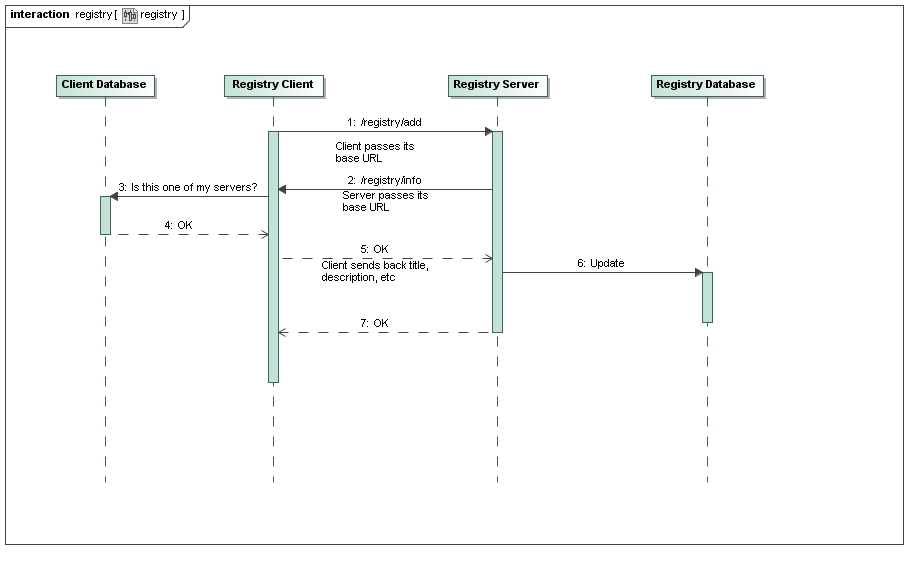 interaction registry[ registry ]
Client Database
Registry Client
Registry Server
Registry Database
1: /registry/add
Client passes its
base URL
2: /registry/info
Server passes its
base URL
3: Is this one of my servers?
4: OK
5: OK
Client sends back title,
description, etc
6: Update
7: OK